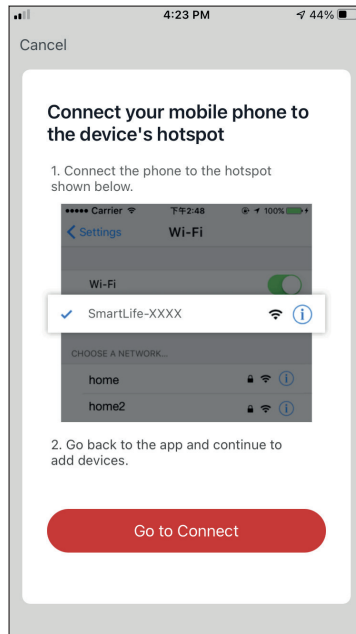 4:23 PM 44%
Cancel
Connect your mobile phone to
the device's hotspot
1. Connect the phone to the hotspot
shown below.
Carrier 下午2:48 100%
Settings Wi-Fi
Wi-Fi
SmartLife-XXXX
CHOOSE A NETWORK...
home
home2
2. Go back to the app and continue to
add devices.
Go to Connect